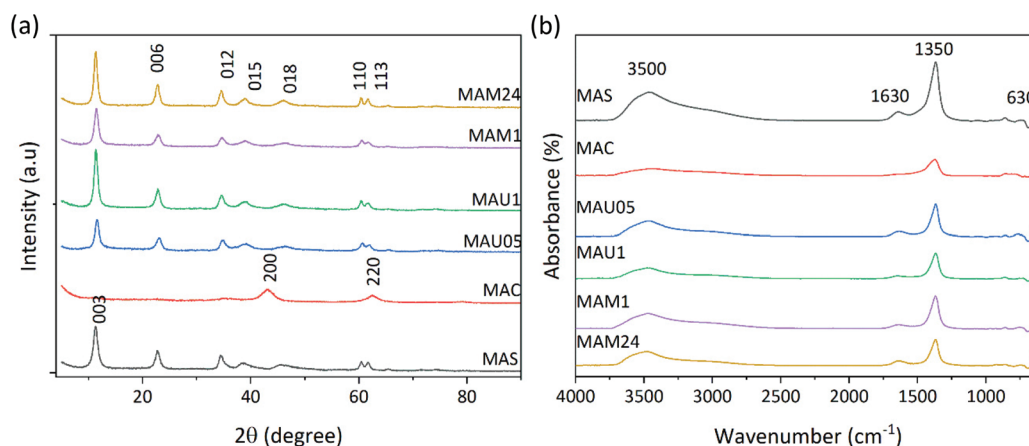 (a)
006
012
015
018
110
113
MAM24
MAM1
MAU1
MAU05
200
220
MAC
003
MAS
Intensity (a.u)
20
40
60
80
2θ (degree)
(b)
3500
1350
1630
630
MAS
MAC
MAU05
MAU1
MAM1
MAM24
Absorbance (%)
4000
3500
3000
2500
2000
1500
1000
Wavenumber (cm⁻¹)